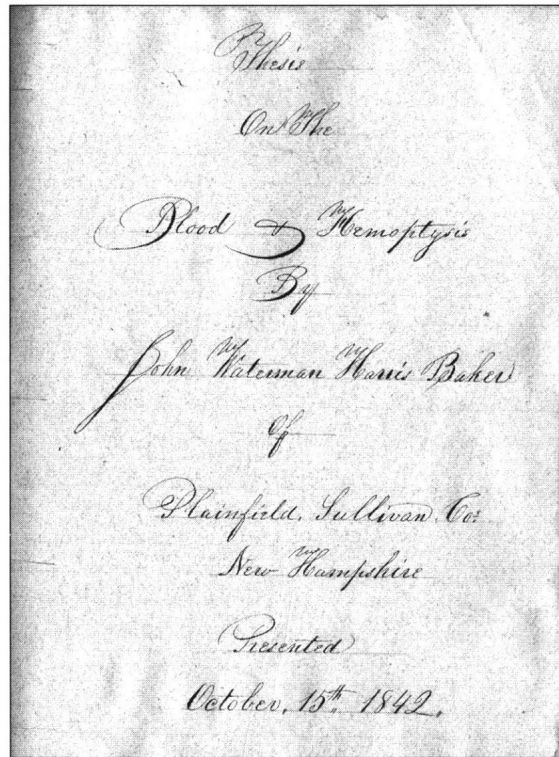 Thesis
On The
Blood & Hemoptysis
By
John Waterman Harris Baker
Of
Plainfield, Sullivan Co:
New Hampshire
Presented
October, 15th, 1842.